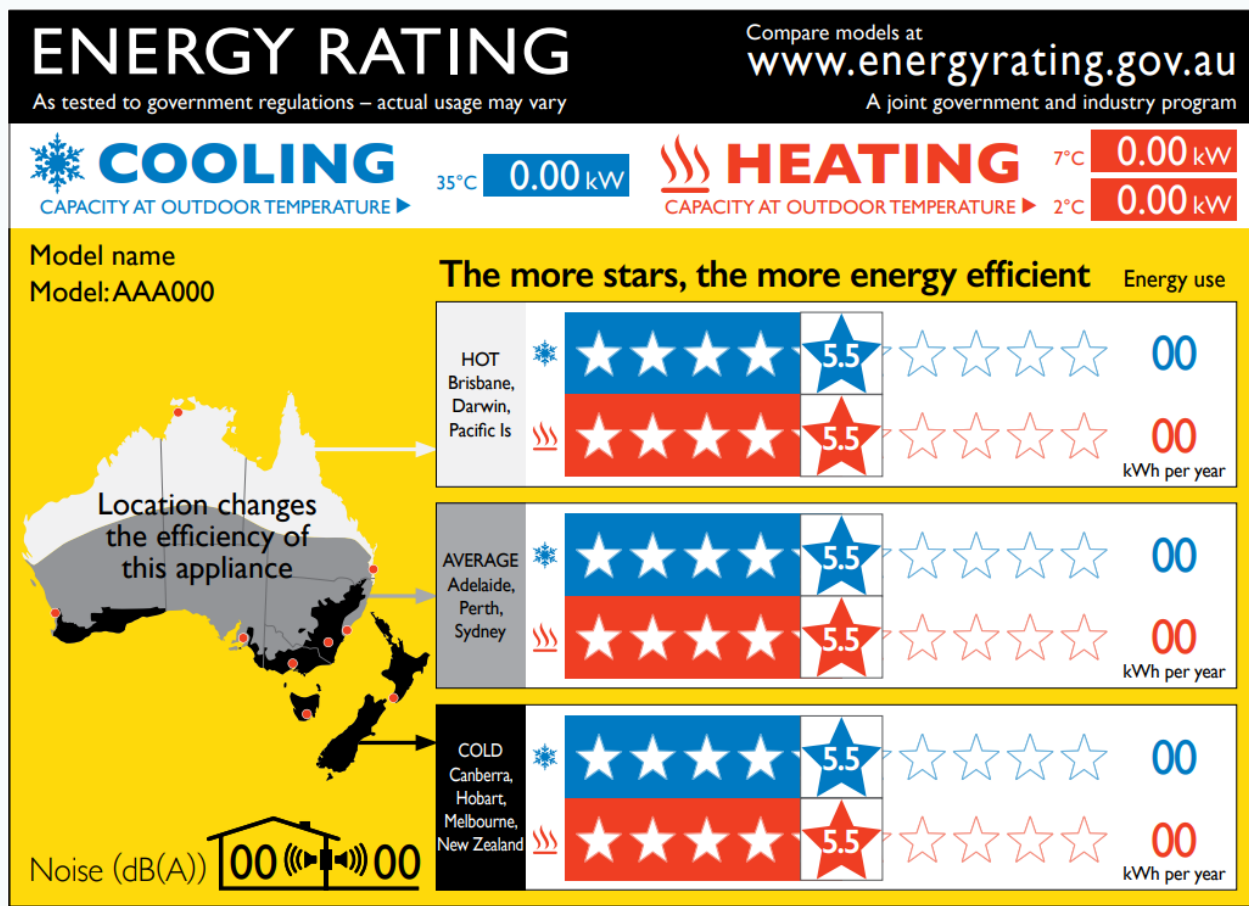 ENERGY RATING
As tested to government regulations – actual usage may vary
Compare models at
www.energyrating.gov.au
A joint government and industry program
COOLING
CAPACITY AT OUTDOOR TEMPERATURE
35°C 0.00 kW
HEATING
CAPACITY AT OUTDOOR TEMPERATURE
7°C 0.00 kW
2°C 0.00 kW
Model name
Model: AAA000
The more stars, the more energy efficient
Energy use
HOT
Brisbane,
Darwin,
Pacific Is
5.5
00
5.5
00
kWh per year
Location changes
the efficiency of
this appliance
AVERAGE
Adelaide,
Perth,
Sydney
5.5
00
5.5
00
kWh per year
COLD
Canberra,
Hobart,
Melbourne,
New Zealand
5.5
00
5.5
00
kWh per year
Noise (dB(A)) 00 00